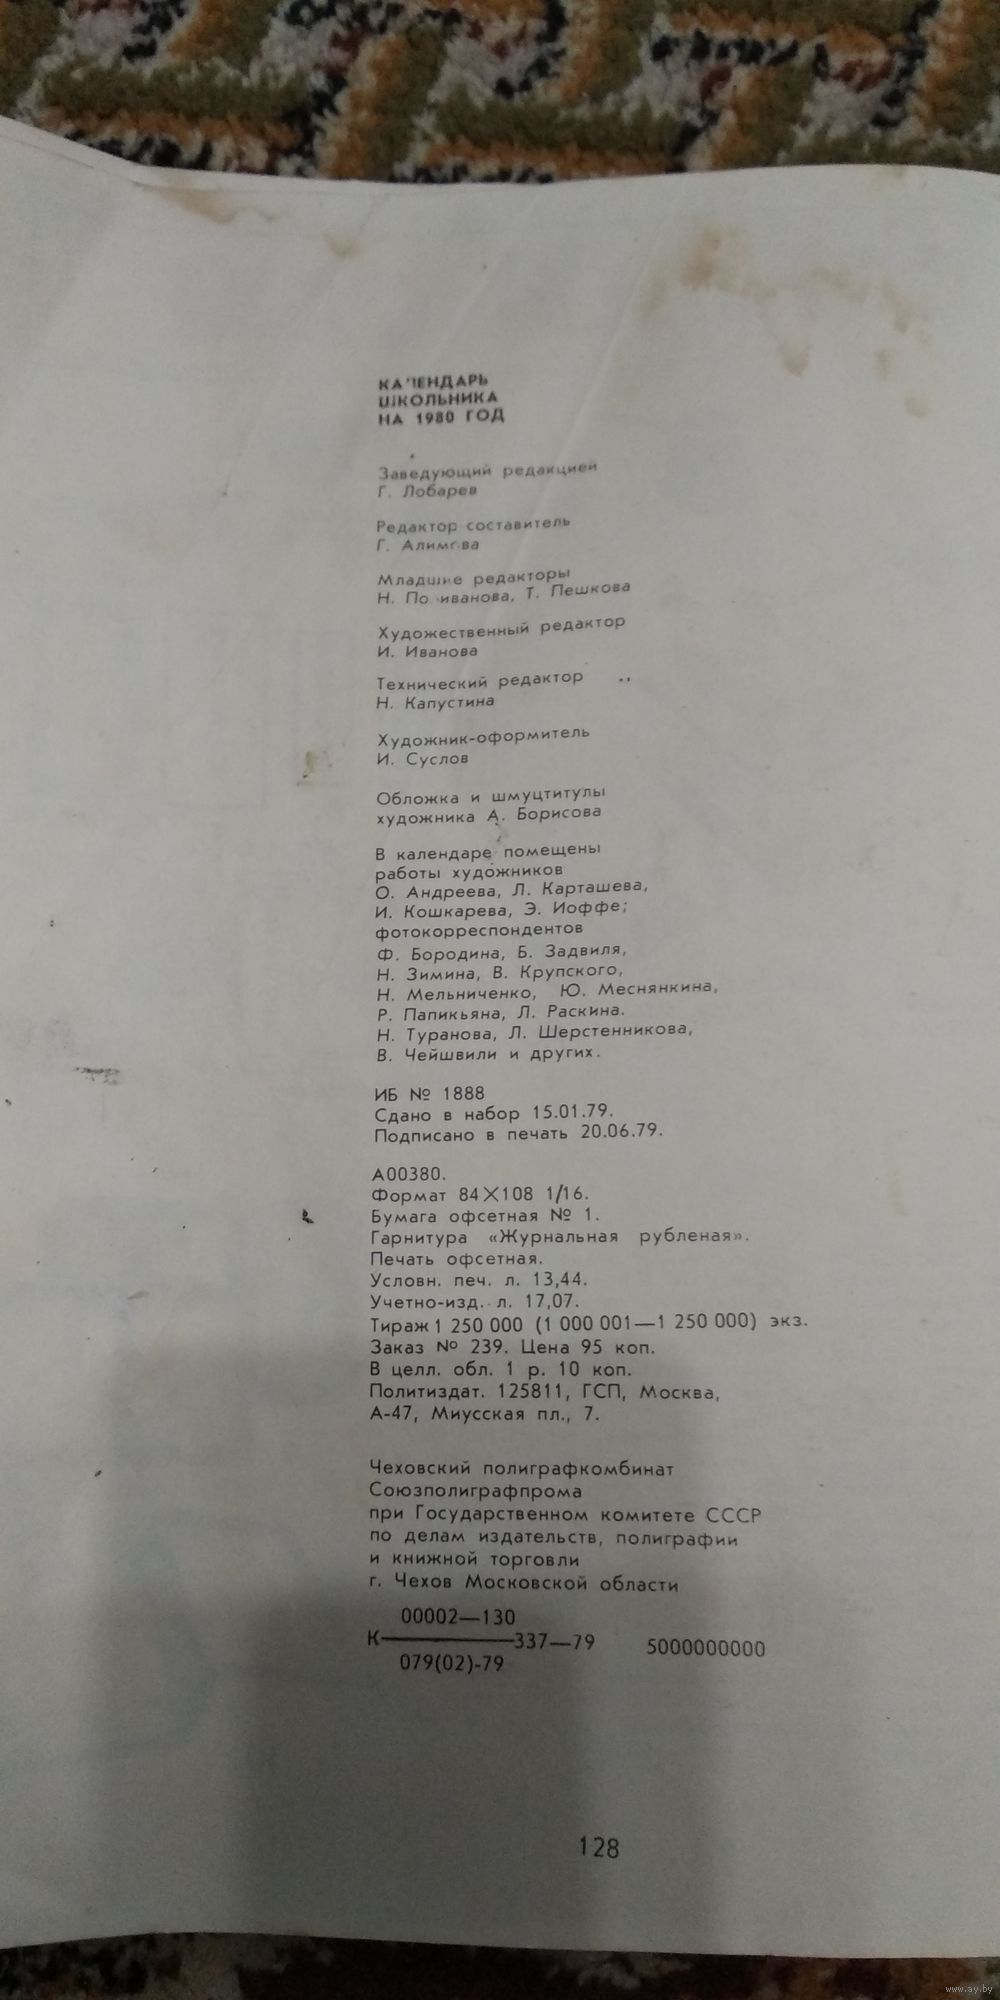 КАЛЕНДАРЬ
ШКОЛЬНИКА
НА 1980 ГОД
Заведующий редакцией
Г. Лобарев
Редактор-составитель
Г. Алимова
Младшие редакторы
Н. Т. Пешкова
Художественный редактор
И. Иванова
Технический редактор
Н. Капустина
Художник-оформитель
И. Суслов
Обложка и шмуцтитулы
художника А. Борисова
В календаре помещены
работы художников
О. Андреева, Л. Карташева,
И. Кошкарева, Э. Иоффе;
фотокорреспондентов
Ф. Бородина, Б. Задвиля,
Н. Зимина, В. Крупского,
Н. Мельниченко, Ю. Меснянкина,
Р. Папикьяна, Л. Раскина.
Н. Туранова, Л. Шерстенникова,
В. Чейшвили и других.
ИБ № 1888
Сдано в набор 15.01.79.
Подписано в печать 20.06.79.
А00380.
Формат 84×108 1/16.
Бумага офсетная № 1.
Гарнитура «Журнальная рубленая».
Печать офсетная.
Условн. печ. л. 13,44.
Учетно-изд. л. 17,07.
Тираж 1 250 000 (1 000 001—1 250 000) экз.
Заказ № 239. Цена 95 коп.
В целл. обл. 1 р. 10 коп.
Политиздат. 125811, ГСП, Москва,
А-47, Миусская пл., 7.
Чеховский полиграфкомбинат
Союзполиграфпрома
при Государственном комитете СССР
по делам издательств, полиграфии
и книжной торговли
г. Чехов Московской области
00002—130
К————337—79 5000000000
079(02)-79
128
www.ay.by